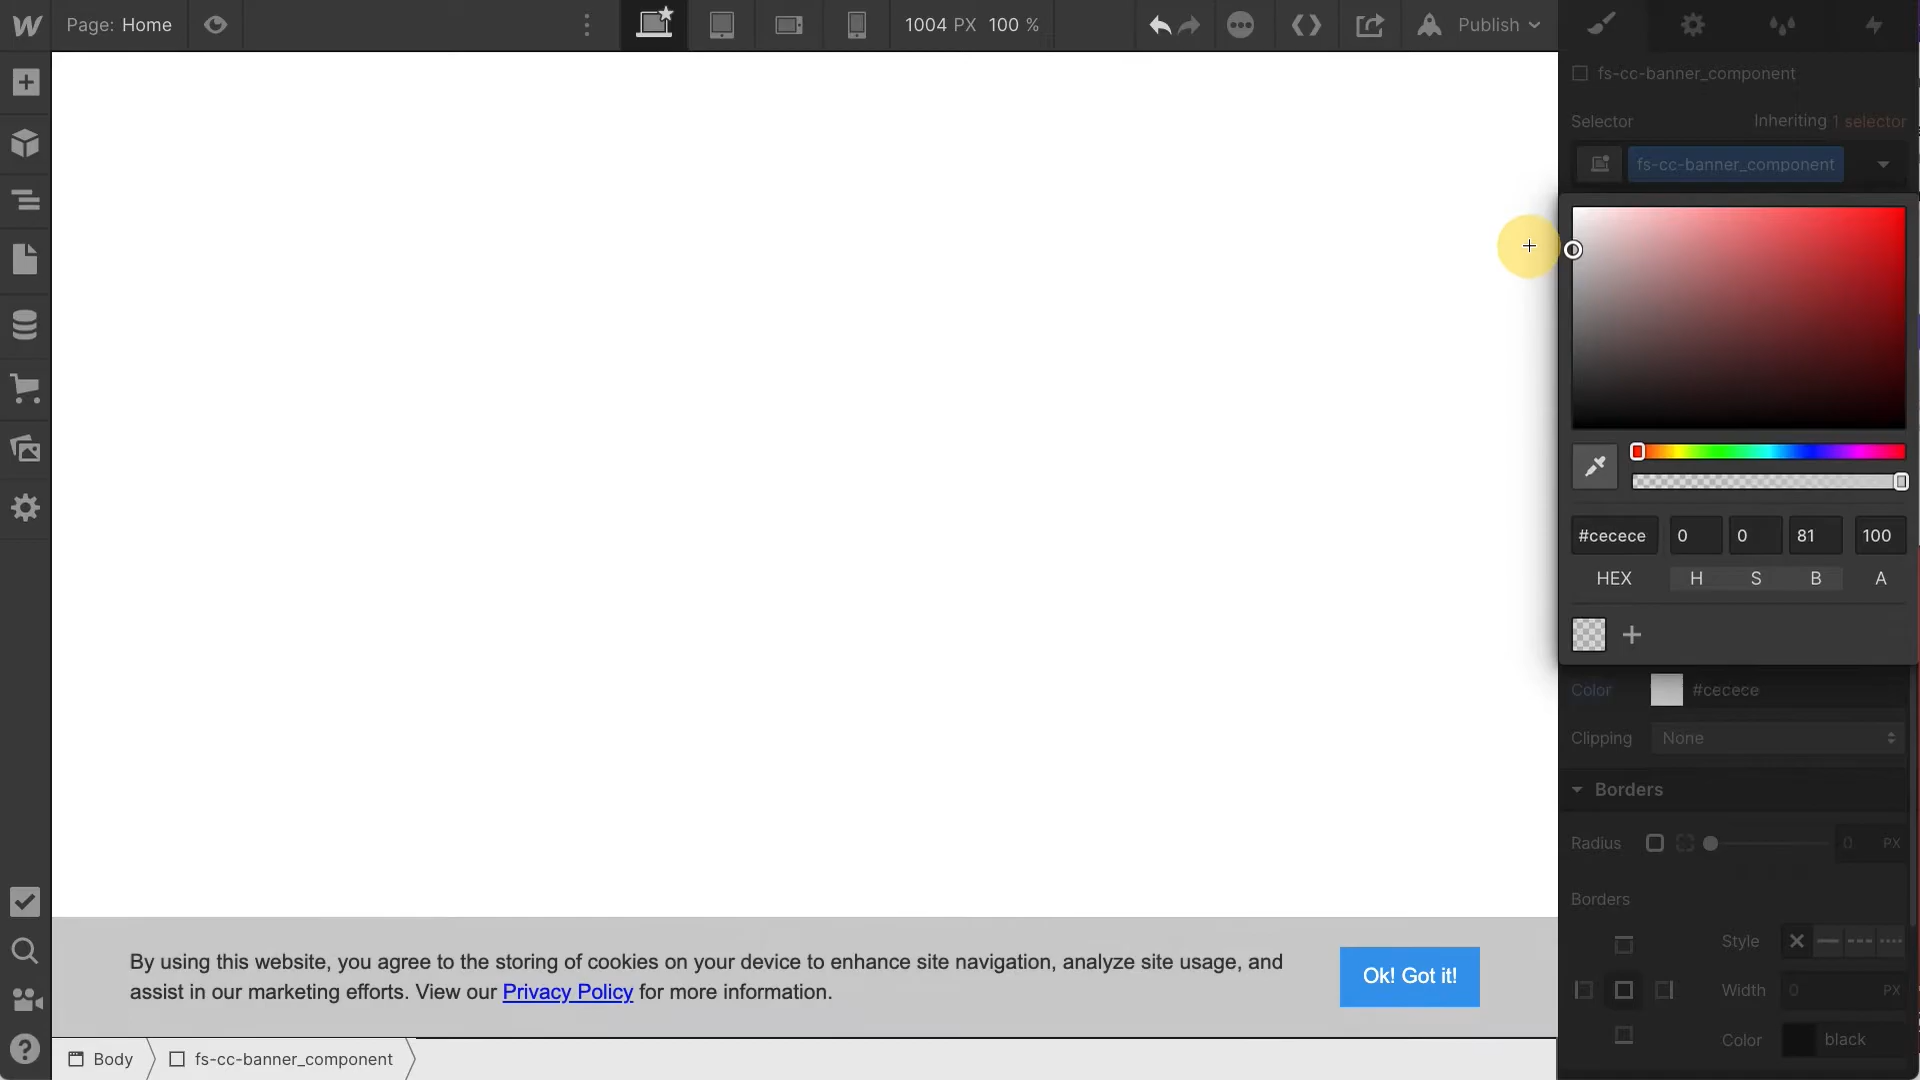 Page: Home
1004 PX 100 %
Publish
fs-cc-banner_component
Selector
Inheriting 1 selector
fs-cc-banner_component
#cecece 0 0 81 100
HEX H S B A
Color #cecece
Clipping None
Borders
Radius 0 PX
Borders
Style
Width 0 PX
Color black
By using this website, you agree to the storing of cookies on your device to enhance site navigation, analyze site usage, and
assist in our marketing efforts. View our Privacy Policy for more information.
Ok! Got it!
Body fs-cc-banner_component